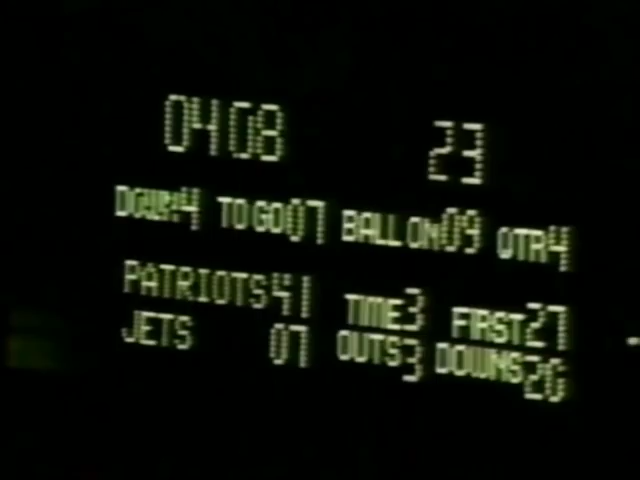 04 08 23
DOWN 4 TO GO 07 BALL ON 09 QTR 4
PATRIOTS 41 TIME 3 FIRST 27
JETS 07 OUTS 3 DOWNS 20